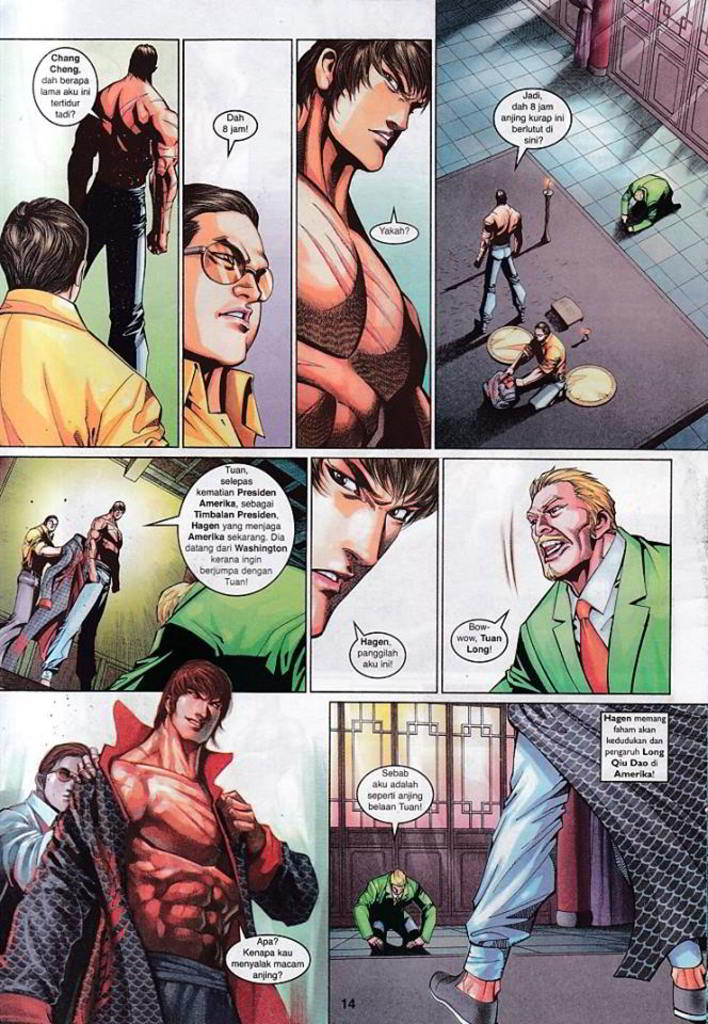 Chang
Cheng,
dah berapa
lama aku ini
tertidur
tadi?
Dah
8 jam!
Yakah?
Jadi,
dah 8 jam
anjing kurap ini
berlutut di
sini?
Tuan,
selepas
kematian Presiden
Amerika, sebagai
Timbalan Presiden,
Hagen yang menjaga
Amerika sekarang. Dia
datang dari Washington
kerana ingin
berjumpa dengan
Tuan!
Hagen,
panggilah
aku ini!
Bow-
wow, Tuan
Long!
Apa?
Kenapa kau
menyalak macam
anjing?
Sebab
aku adalah
seperti anjing
belaan Tuan!
Hagen memang
faham akan
kedudukan dan
pengaruh Long
Qiu Dao di
Amerika!
14